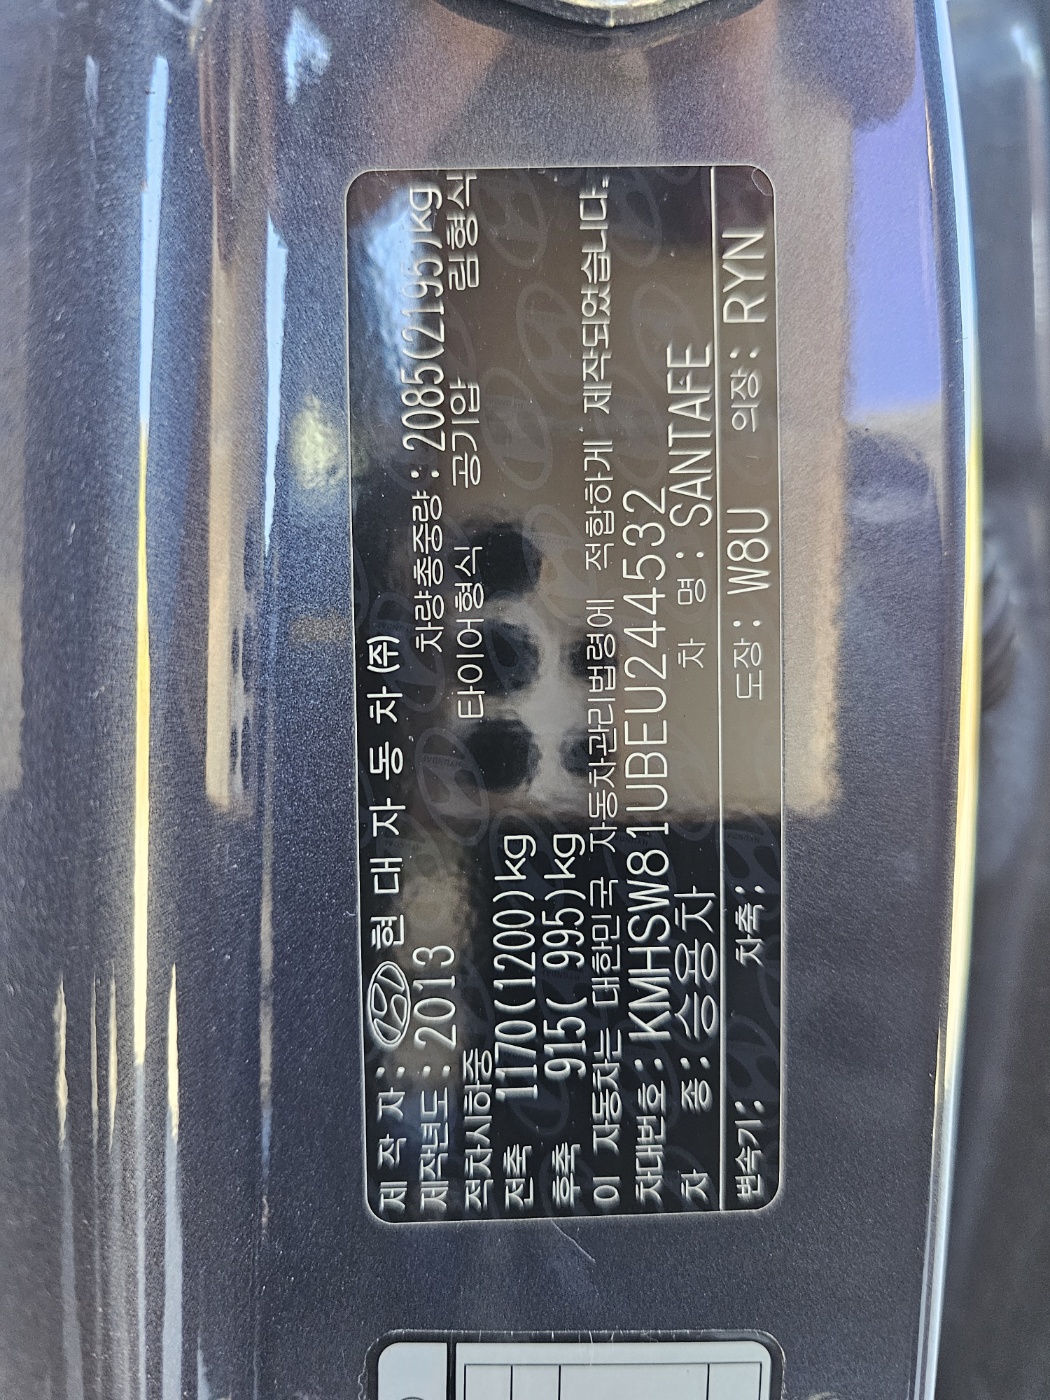 제 작 자 : 현 대 자 동 차 ㈜
제작년도 : 2013 차량총중량 : 2085(2195)kg
적차시하중 타이어형식 공기압 림형식
전축 1170(1200)kg
후축 915( 995)kg
이 자동차는 대한민국 자동차관리법령에 적합하게 제작되었습니다.
차대번호 : KMHSW81UBEU244532
차 종 : 승용차 차 명 : SANTAFE
변속기 : 차축 : 도장 : W8U 의장 : RYN